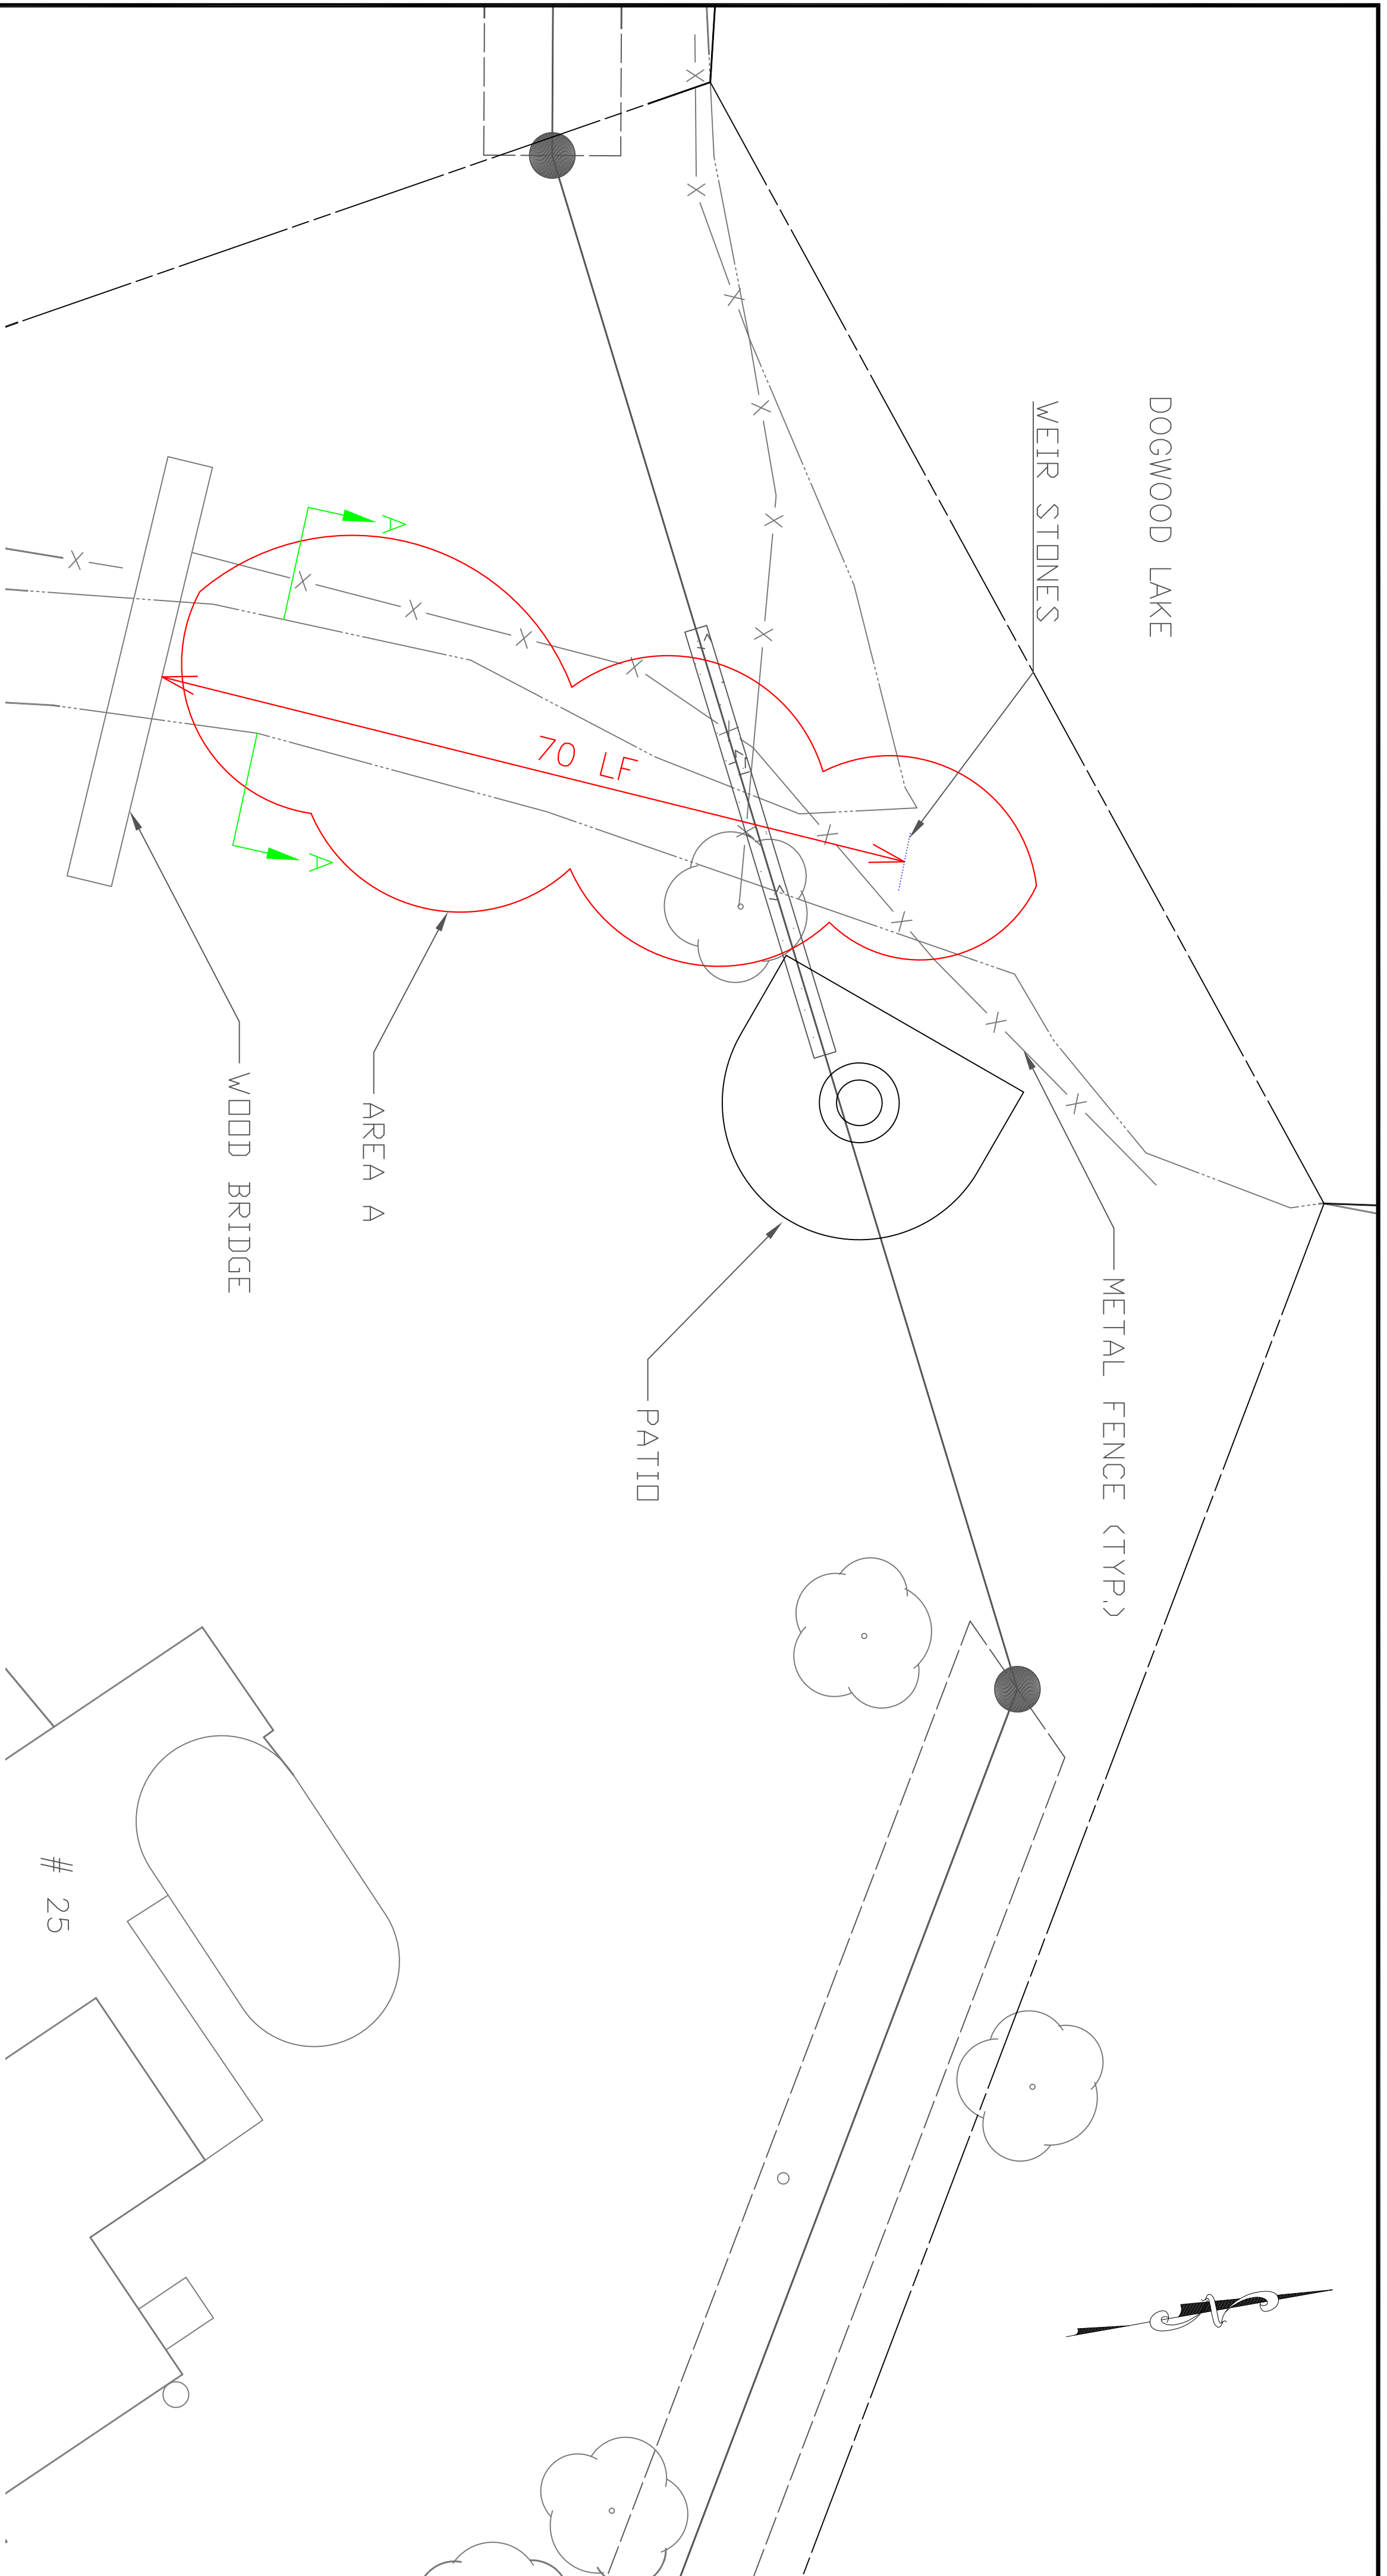 DOGWOOD LAKE
WEIR STONES
METAL FENCE (TYP.)
A
70 LF
A
PATIO
AREA A
WOOD BRIDGE
# 25
N